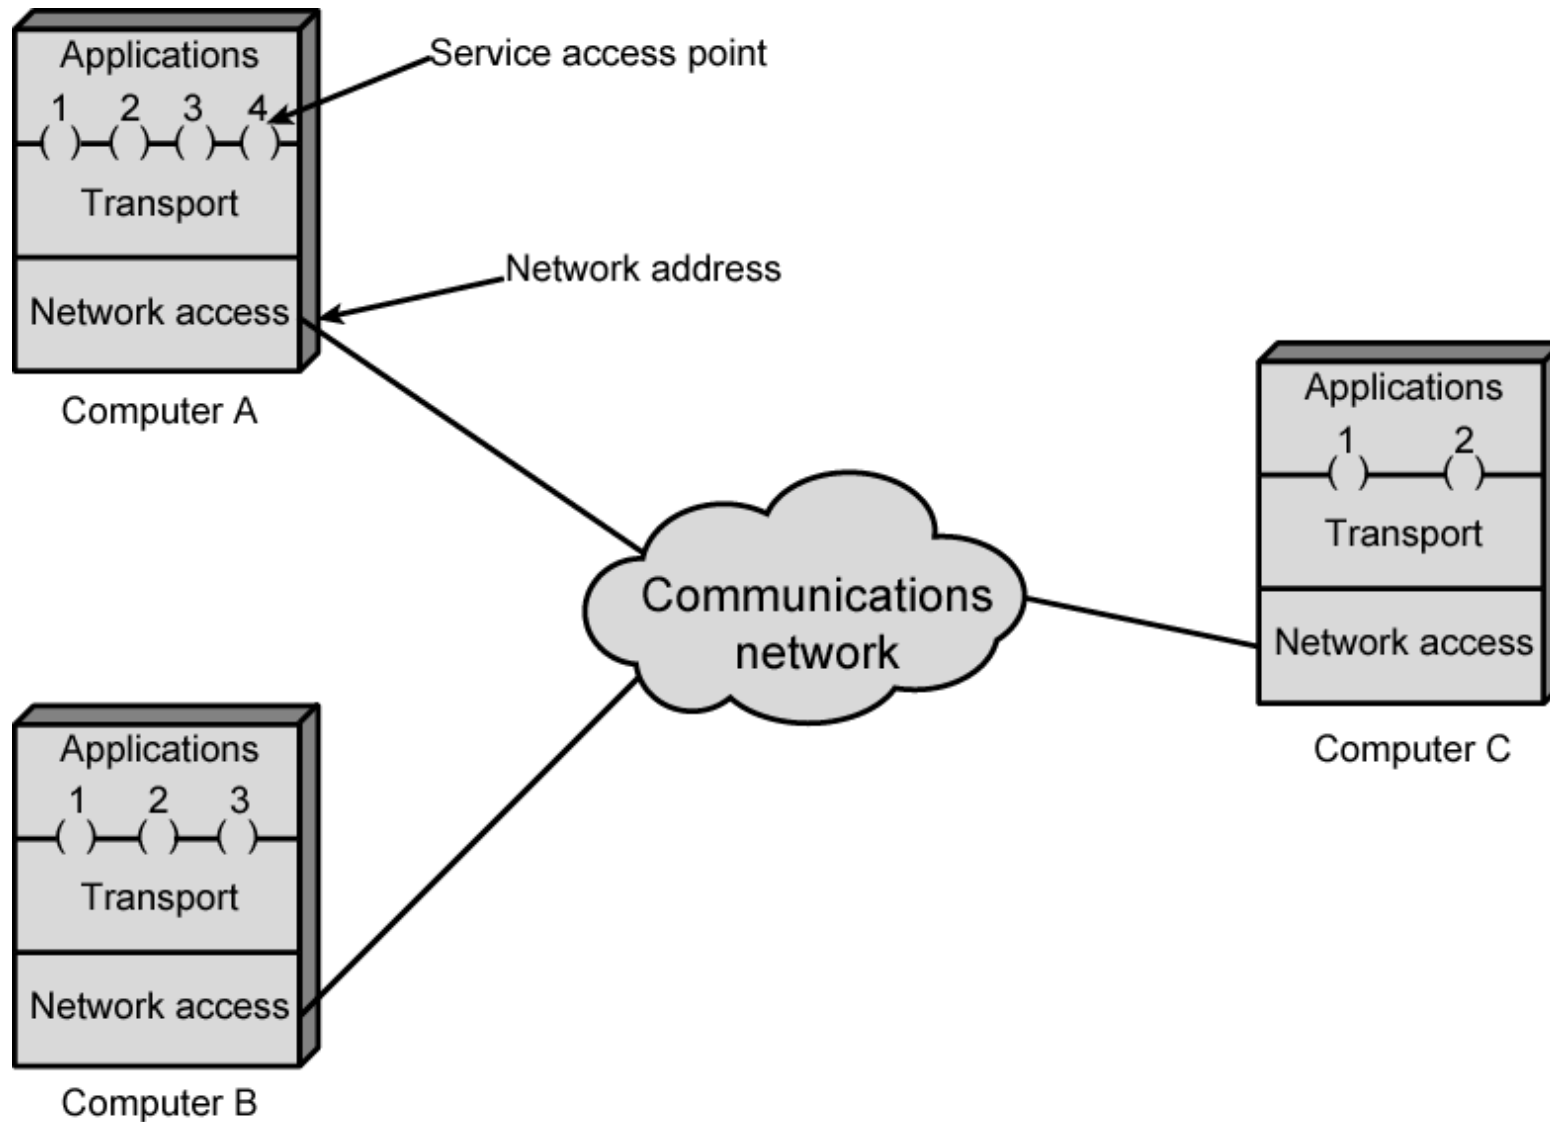 Applications
1 2 3 4
Transport
Network access
Computer A
Service access point
Network address
Communications
network
Applications
1 2
Transport
Network access
Computer C
Applications
1 2 3
Transport
Network access
Computer B